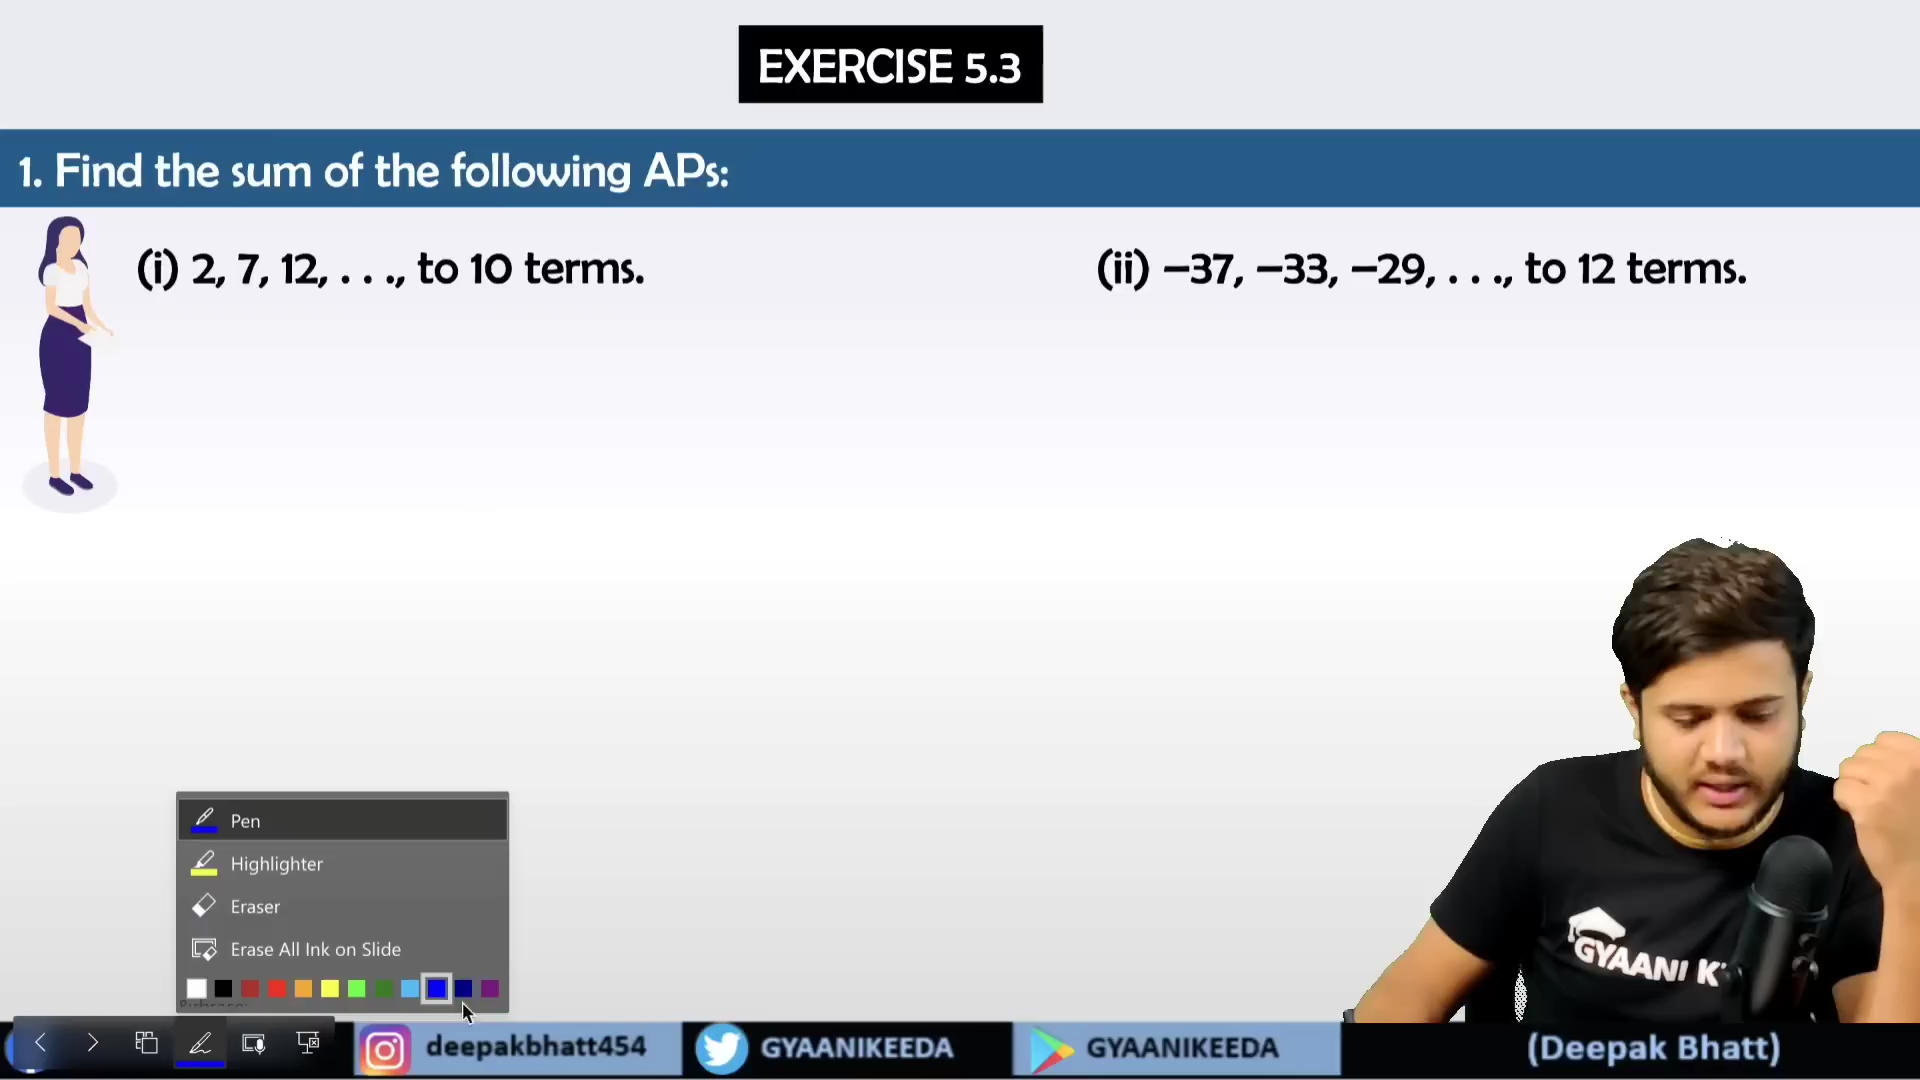 EXERCISE 5.3
1. Find the sum of the following APs:
(i) 2, 7, 12, . . ., to 10 terms.
(ii) –37, –33, –29, . . ., to 12 terms.
Pen
Highlighter
Eraser
Erase All Ink on Slide
GYAANI K
deepakbhatt454
GYAANIKEEDA
GYAANIKEEDA
(Deepak Bhatt)